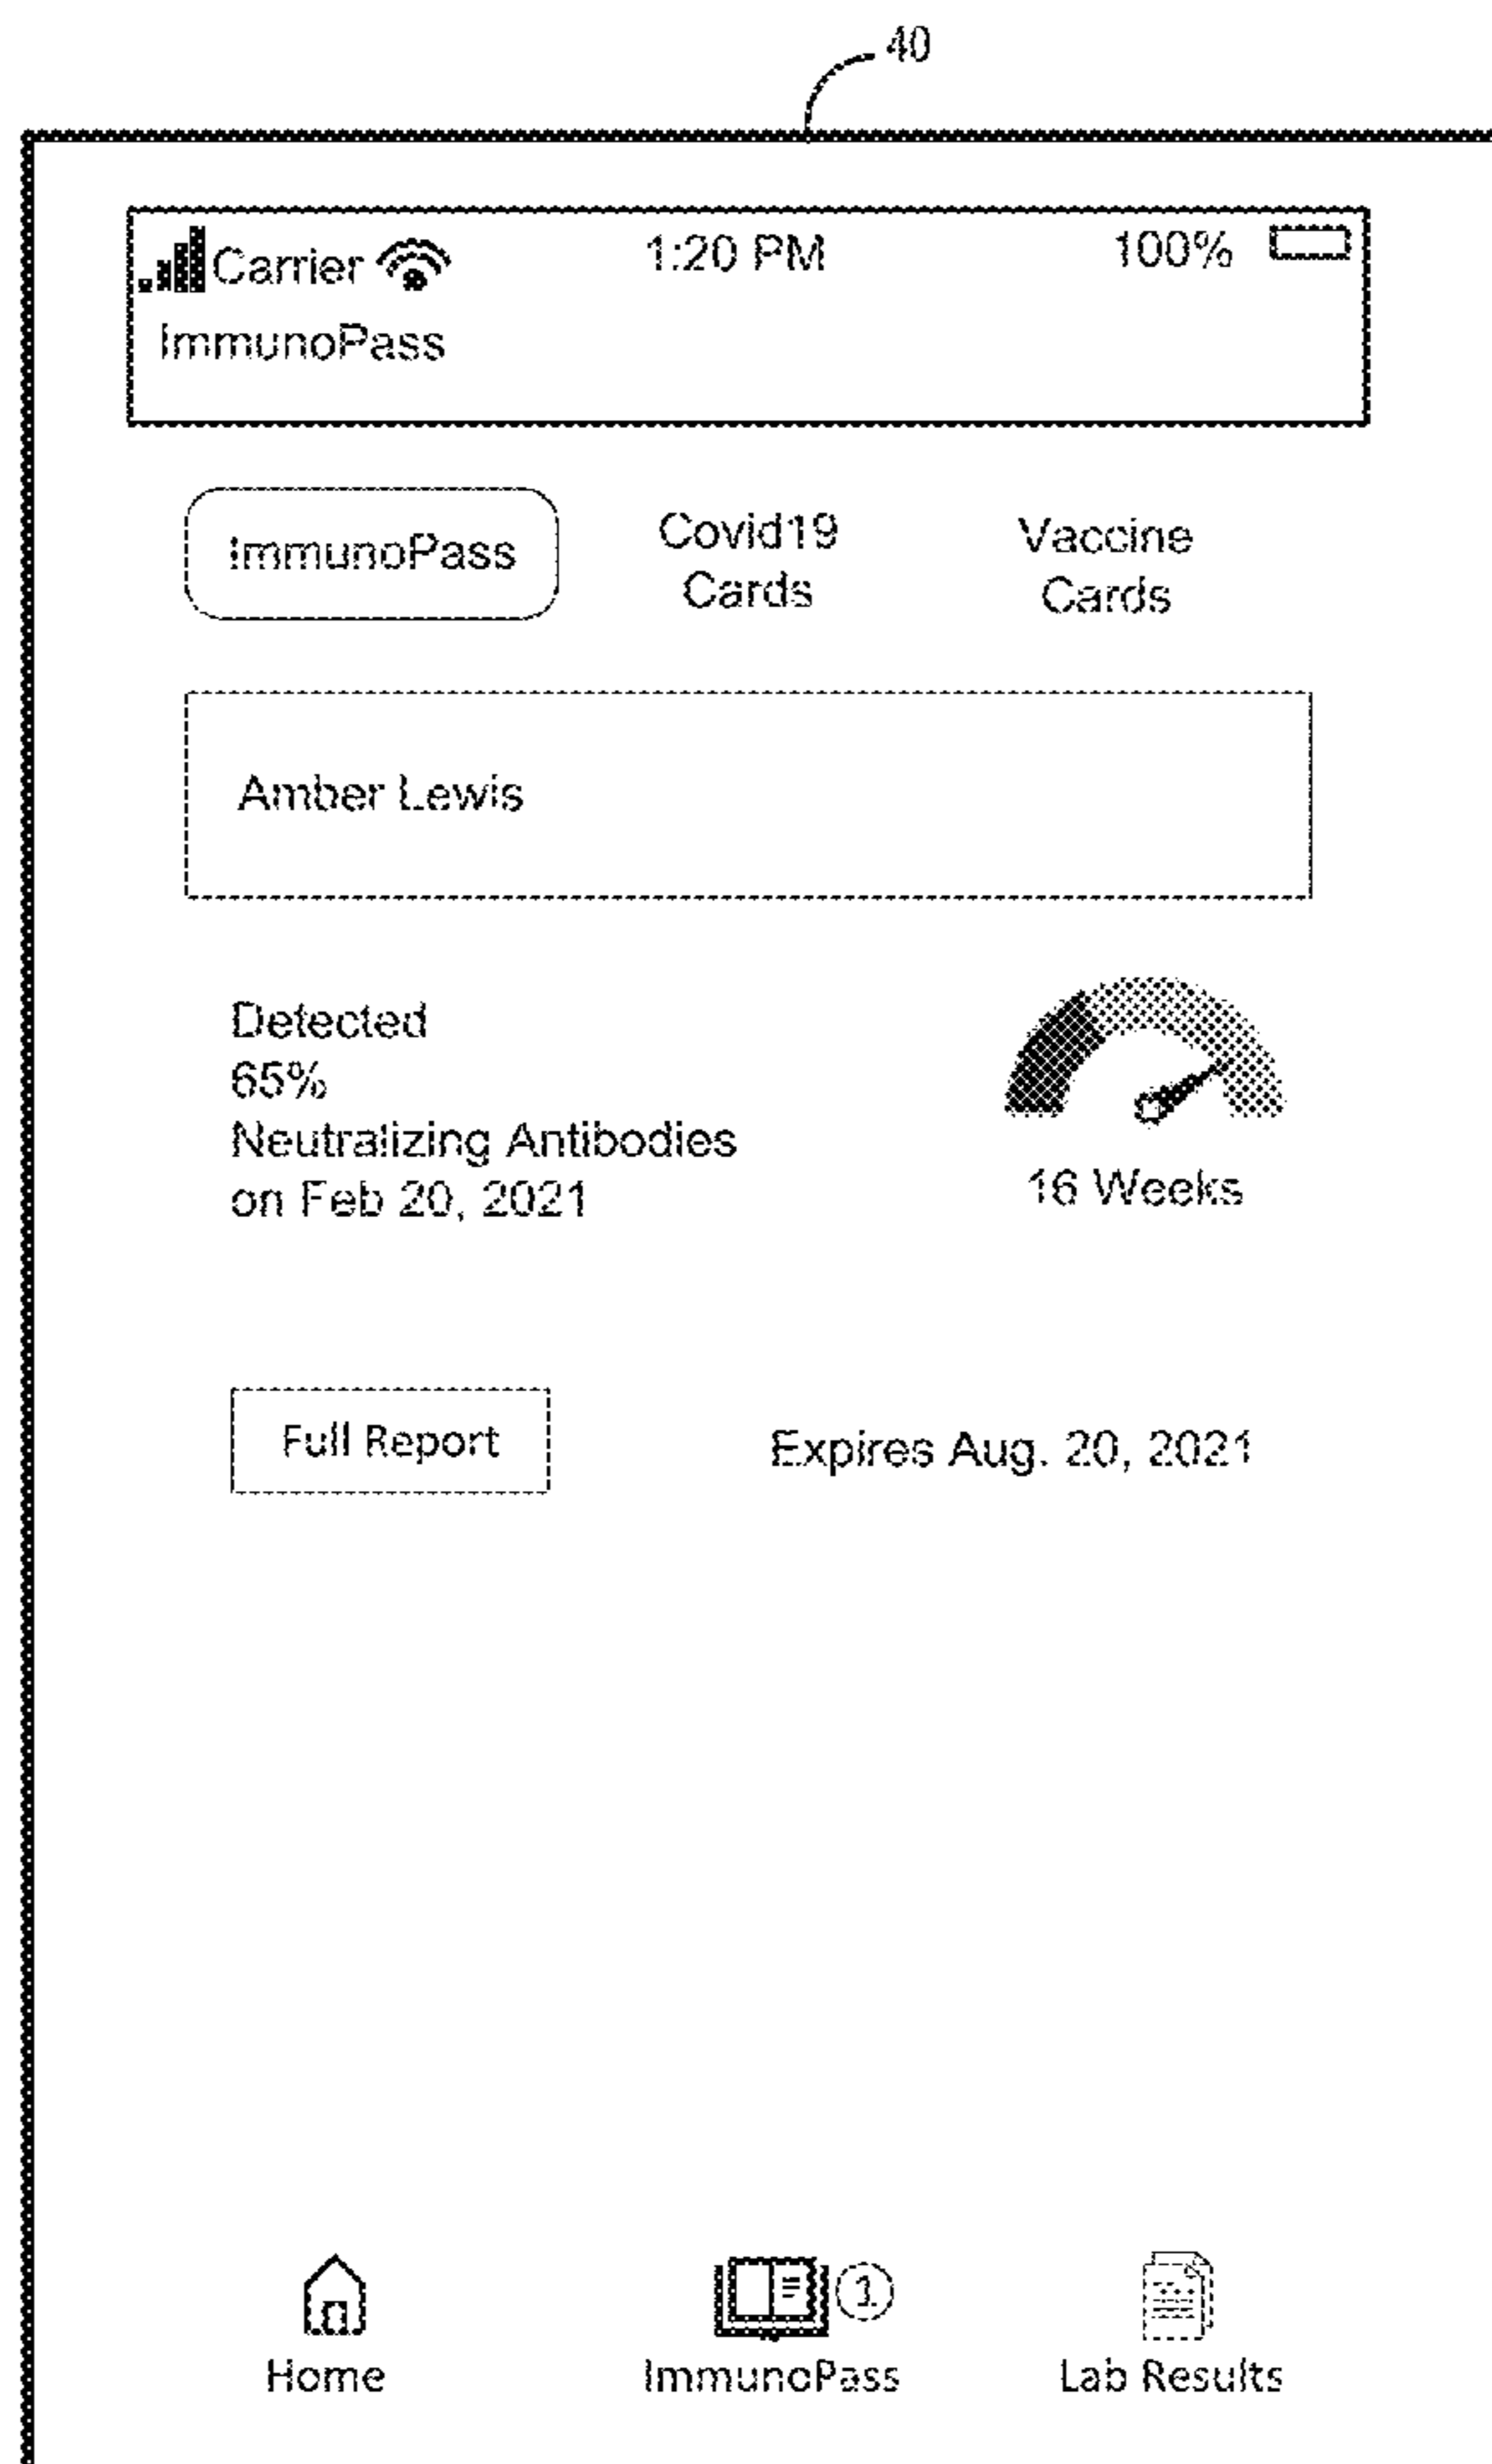 40
Carrier 1:20 PM 100%
ImmunoPass
ImmunoPass
Covid19
Cards
Vaccine
Cards
Amber Lewis
Detected
65%
Neutralizing Antibodies
on Feb 20, 2021
16 Weeks
Full Report
Expires Aug. 20, 2021
1
Home
ImmunoPass
Lab Results